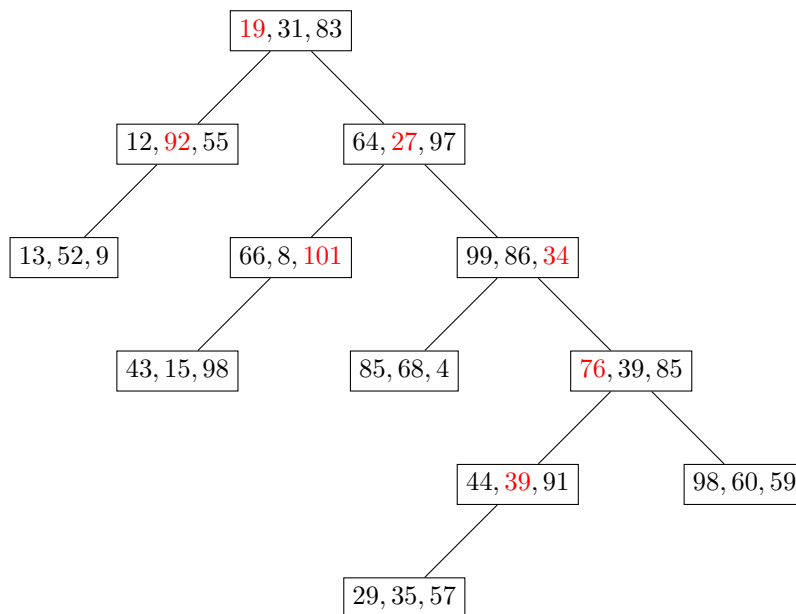 19, 31, 83
12, 92, 55
64, 27, 97
13, 52, 9
66, 8, 101
99, 86, 34
43, 15, 98
85, 68, 4
76, 39, 85
44, 39, 91
98, 60, 59
29, 35, 57